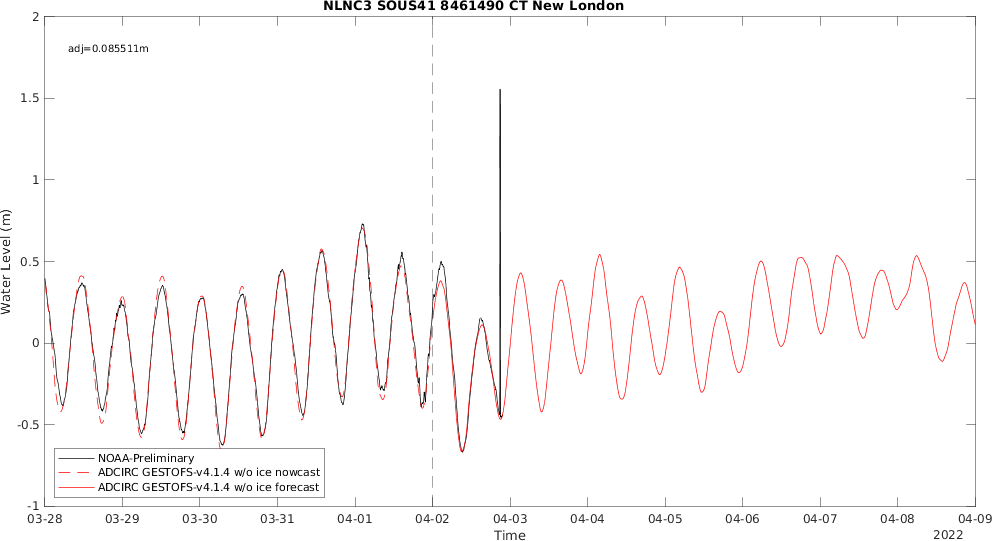 NLNC3 SOUS41 8461490 CT New London
adj=0.085511m
Water Level (m)
2
1.5
1
0.5
0
-0.5
-1
NOAA-Preliminary
ADCIRC GESTOFS-v4.1.4 w/o ice nowcast
ADCIRC GESTOFS-v4.1.4 w/o ice forecast
03-28 03-29 03-30 03-31 04-01 04-02 04-03 04-04 04-05 04-06 04-07 04-08 04-09
Time
2022